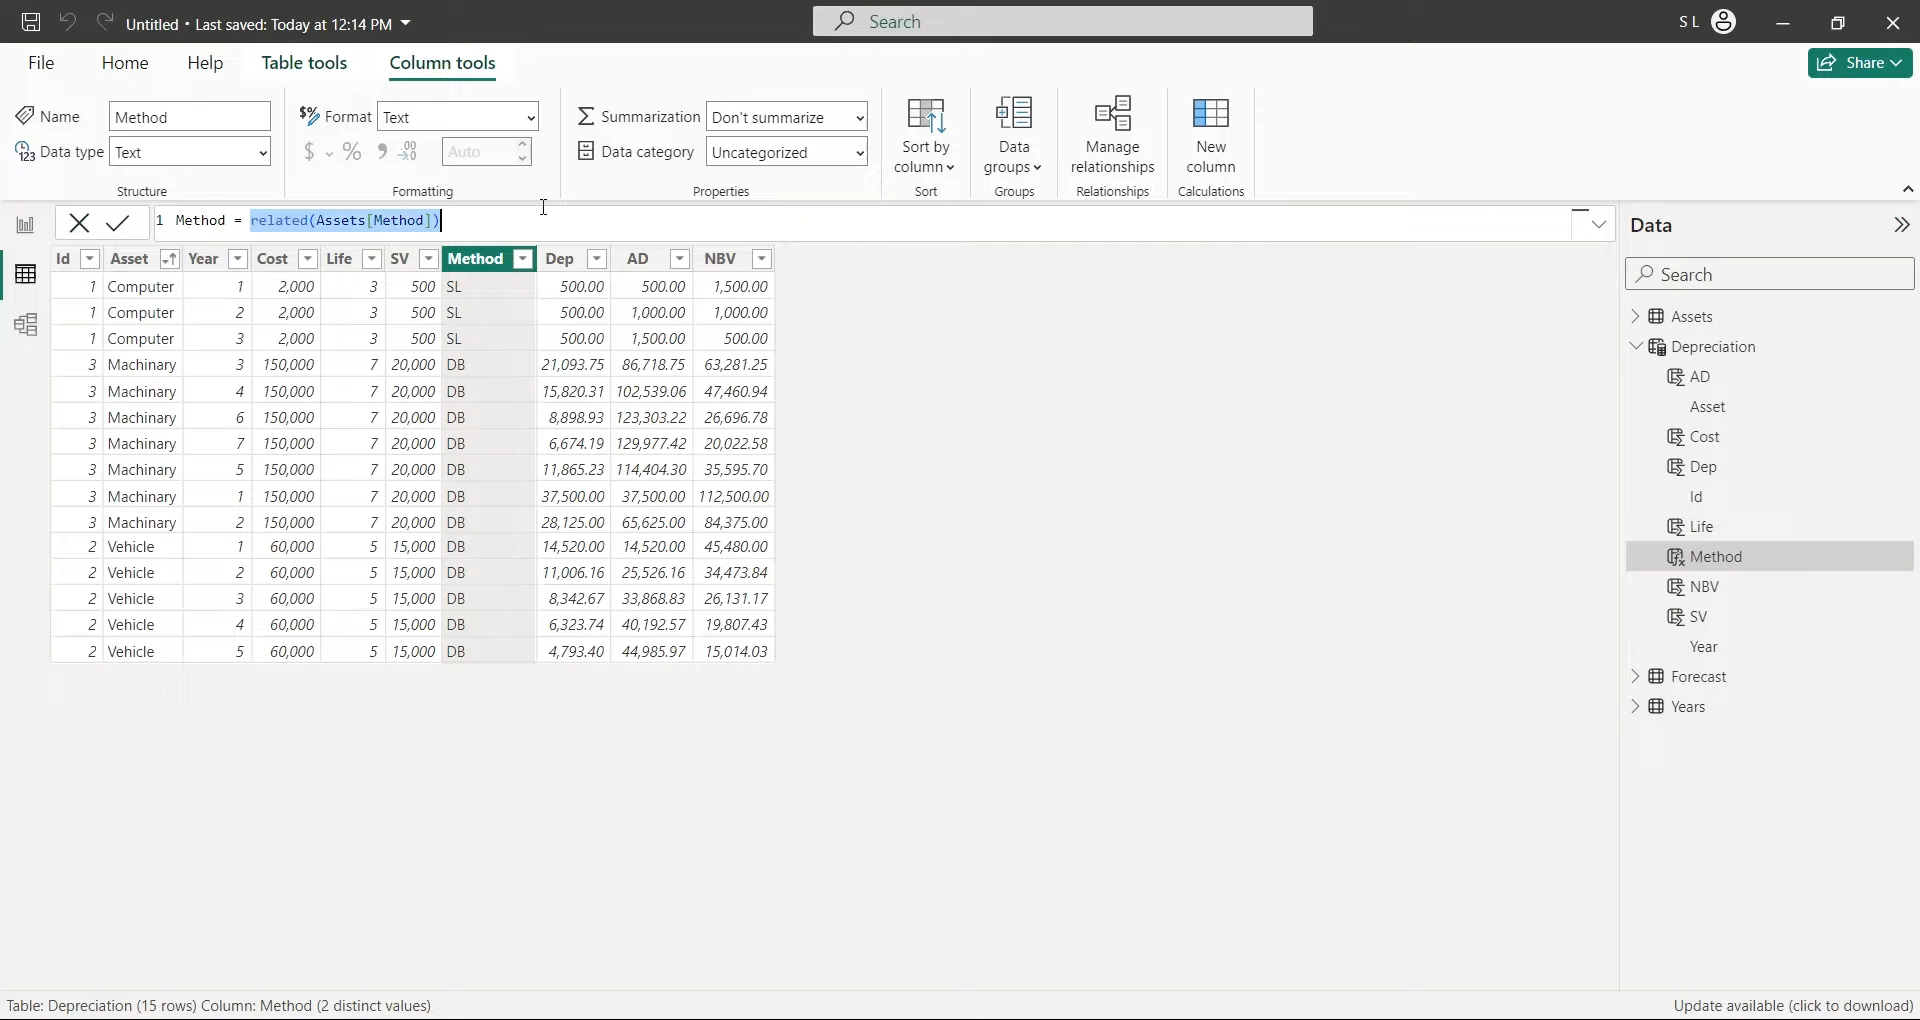 Untitled • Last saved: Today at 12:14 PM
Search
S L
File Home Help Table tools Column tools
Share
Name Method
Data type Text
Structure
Format Text
$ % Auto
Formatting
Summarization Don't summarize
Data category Uncategorized
Properties
Sort by
column
Sort
Data
groups
Groups
Manage
relationships
Relationships
New
column
Calculations
1 Method = related(Assets[Method])
Id Asset Year Cost Life SV Method Dep AD NBV
1 Computer 1 2,000 3 500 SL 500.00 500.00 1,500.00
1 Computer 2 2,000 3 500 SL 500.00 1,000.00 1,000.00
1 Computer 3 2,000 3 500 SL 500.00 1,500.00 500.00
3 Machinary 3 150,000 7 20,000 DB 21,093.75 86,718.75 63,281.25
3 Machinary 4 150,000 7 20,000 DB 15,820.31 102,539.06 47,460.94
3 Machinary 6 150,000 7 20,000 DB 8,898.93 123,303.22 26,696.78
3 Machinary 7 150,000 7 20,000 DB 6,674.19 129,977.42 20,022.58
3 Machinary 5 150,000 7 20,000 DB 11,865.23 114,404.30 35,595.70
3 Machinary 1 150,000 7 20,000 DB 37,500.00 37,500.00 112,500.00
3 Machinary 2 150,000 7 20,000 DB 28,125.00 65,625.00 84,375.00
2 Vehicle 1 60,000 5 15,000 DB 14,520.00 14,520.00 45,480.00
2 Vehicle 2 60,000 5 15,000 DB 11,006.16 25,526.16 34,473.84
2 Vehicle 3 60,000 5 15,000 DB 8,342.67 33,868.83 26,131.17
2 Vehicle 4 60,000 5 15,000 DB 6,323.74 40,192.57 19,807.43
2 Vehicle 5 60,000 5 15,000 DB 4,793.40 44,985.97 15,014.03
Data
Search
Assets
Depreciation
AD
Asset
Cost
Dep
Id
Life
Method
NBV
SV
Year
Forecast
Years
Table: Depreciation (15 rows) Column: Method (2 distinct values)
Update available (click to download)